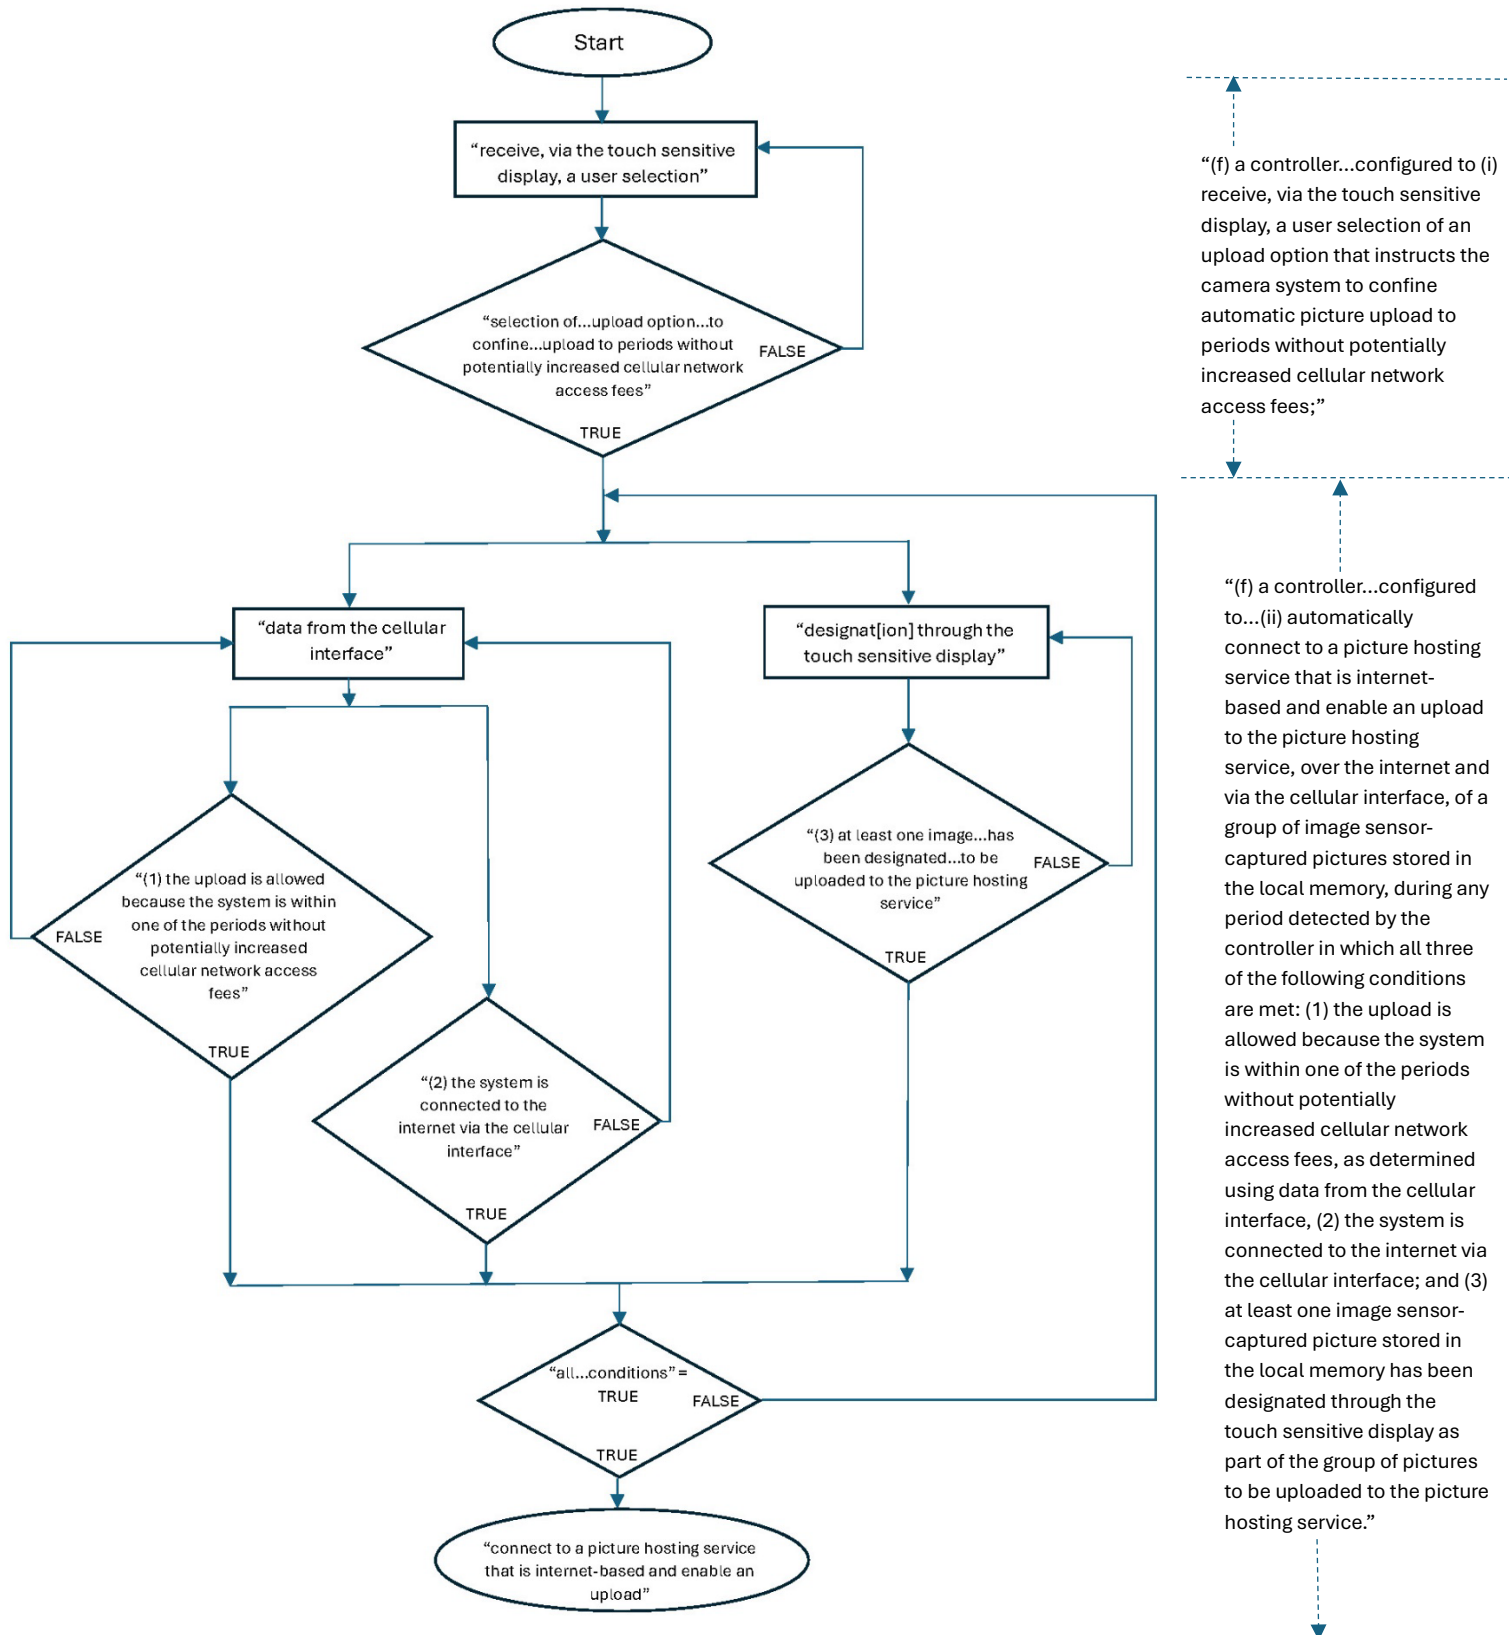 Start
“receive, via the touch sensitive
display, a user selection”
“selection of...upload option...to
confine...upload to periods without
potentially increased cellular network
access fees”
FALSE
TRUE
“data from the cellular
interface”
“designat[ion] through the
touch sensitive display”
“(1) the upload is allowed
because the system is within
one of the periods without
potentially increased
cellular network access
fees”
FALSE
TRUE
“(2) the system is
connected to the
internet via the cellular
interface”
FALSE
TRUE
“(3) at least one image...has
been designated...to be
uploaded to the picture hosting
service”
FALSE
TRUE
“all...conditions” =
TRUE
FALSE
TRUE
“connect to a picture hosting service
that is internet-based and enable an
upload”
“(f) a controller...configured to (i)
receive, via the touch sensitive
display, a user selection of an
upload option that instructs the
camera system to confine
automatic picture upload to
periods without potentially
increased cellular network
access fees;”
“(f) a controller...configured
to...(ii) automatically
connect to a picture hosting
service that is internet-
based and enable an upload
to the picture hosting
service, over the internet and
via the cellular interface, of a
group of image sensor-
captured pictures stored in
the local memory, during any
period detected by the
controller in which all three
of the following conditions
are met: (1) the upload is
allowed because the system
is within one of the periods
without potentially
increased cellular network
access fees, as determined
using data from the cellular
interface, (2) the system is
connected to the internet via
the cellular interface; and (3)
at least one image sensor-
captured picture stored in
the local memory has been
designated through the
touch sensitive display as
part of the group of pictures
to be uploaded to the picture
hosting service.”